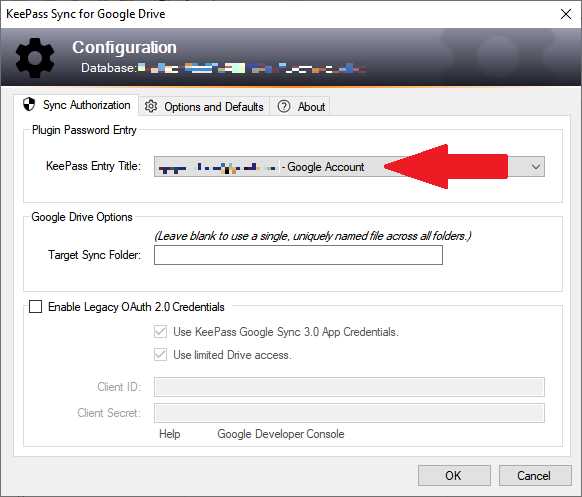 KeePass Sync for Google Drive
Configuration
Database:
Sync Authorization
Options and Defaults
About
Plugin Password Entry
KeePass Entry Title:
- Google Account
Google Drive Options
(Leave blank to use a single, uniquely named file across all folders.)
Target Sync Folder:
Enable Legacy OAuth 2.0 Credentials
Use KeePass Google Sync 3.0 App Credentials.
Use limited Drive access.
Client ID:
Client Secret:
Help
Google Developer Console
OK
Cancel